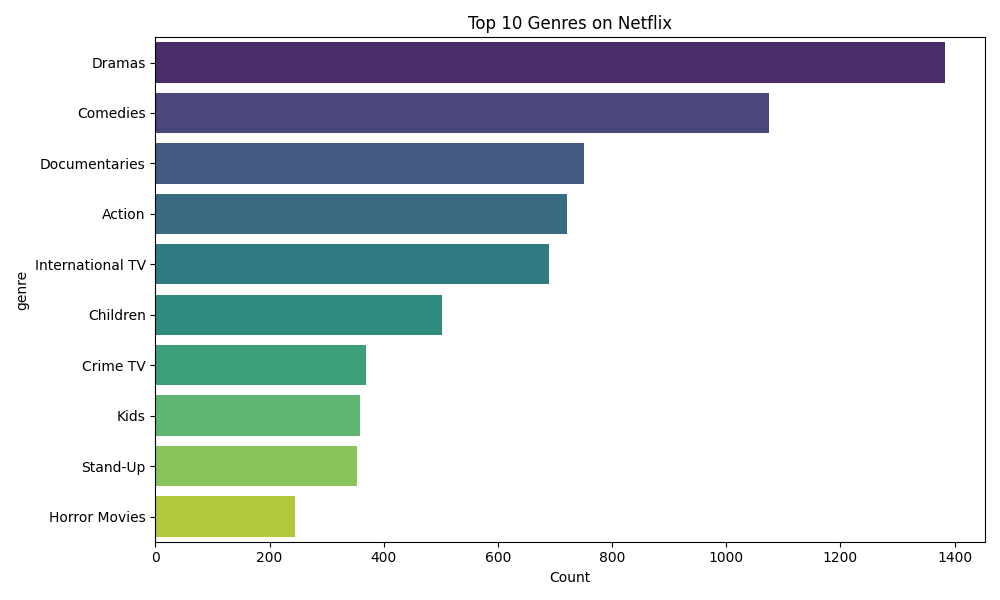 Top 10 Genres on Netflix
genre
Dramas
Comedies
Documentaries
Action
International TV
Children
Crime TV
Kids
Stand-Up
Horror Movies
0 200 400 600 800 1000 1200 1400
Count